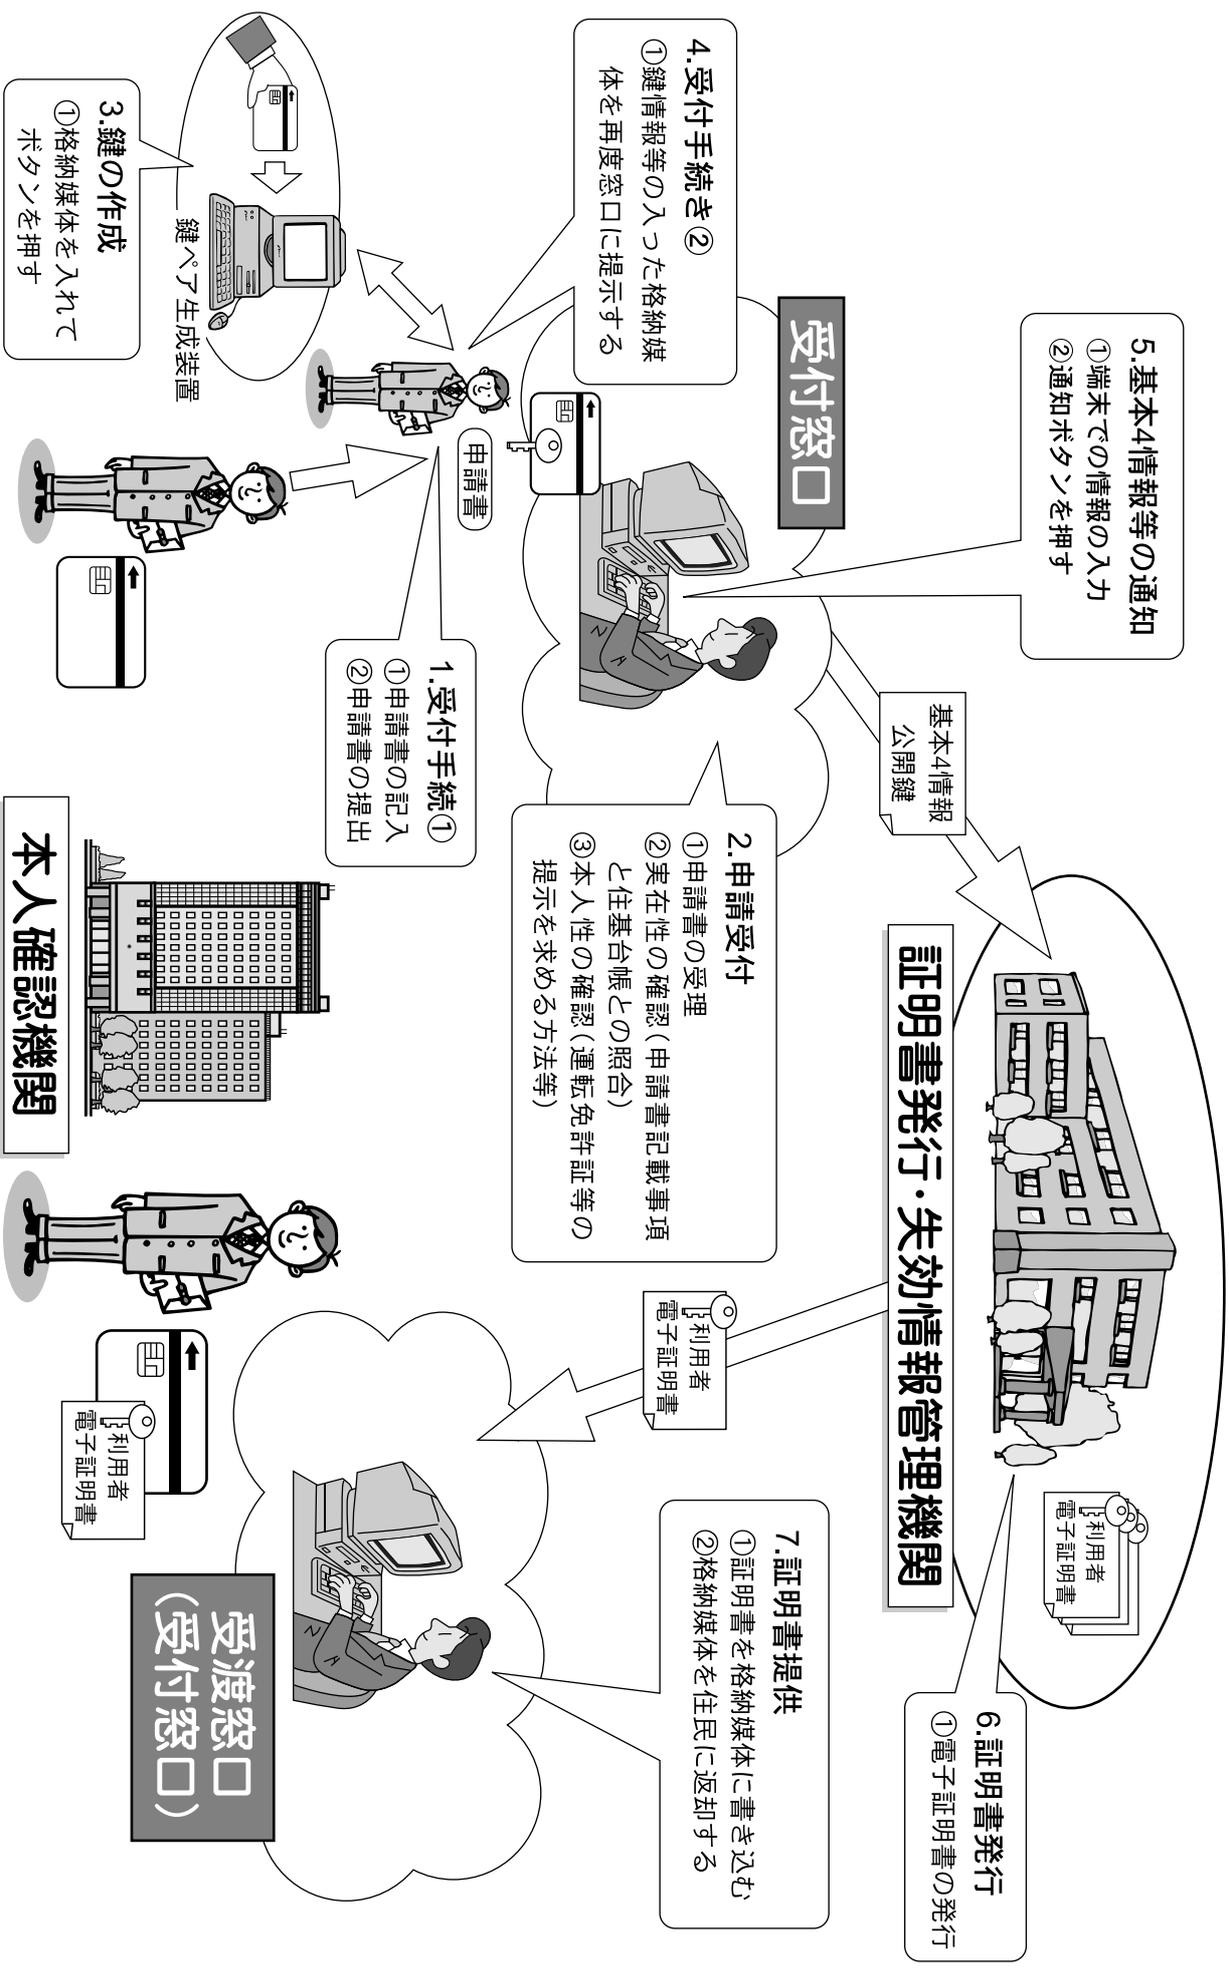 5.基本4情報等の通知
①端末での情報の入力
②通知ボタンを押す
4.受付手続き②
①鍵情報等の入った格納媒
体を再度窓口に提示する
受付窓口
3.鍵の作成
①格納媒体を入れて
ボタンを押す
鍵ペア生成装置
申請書
1.受付手続①
①申請書の記入
②申請書の提出
基本4情報
公開鍵
2.申請受付
①申請書の受理
②実在性の確認(申請書記載事項
と住基台帳との照合)
③本人性の確認(運転免許証等の
提示を求める方法等)
本人確認機関
証明書発行・失効情報管理機関
利用者
電子証明書
6.証明書発行
①電子証明書の発行
利用者
電子証明書
7.証明書提供
①証明書を格納媒体に書き込む
②格納媒体を住民に返却する
利用者
電子証明書
受渡窓口
(受付窓口)